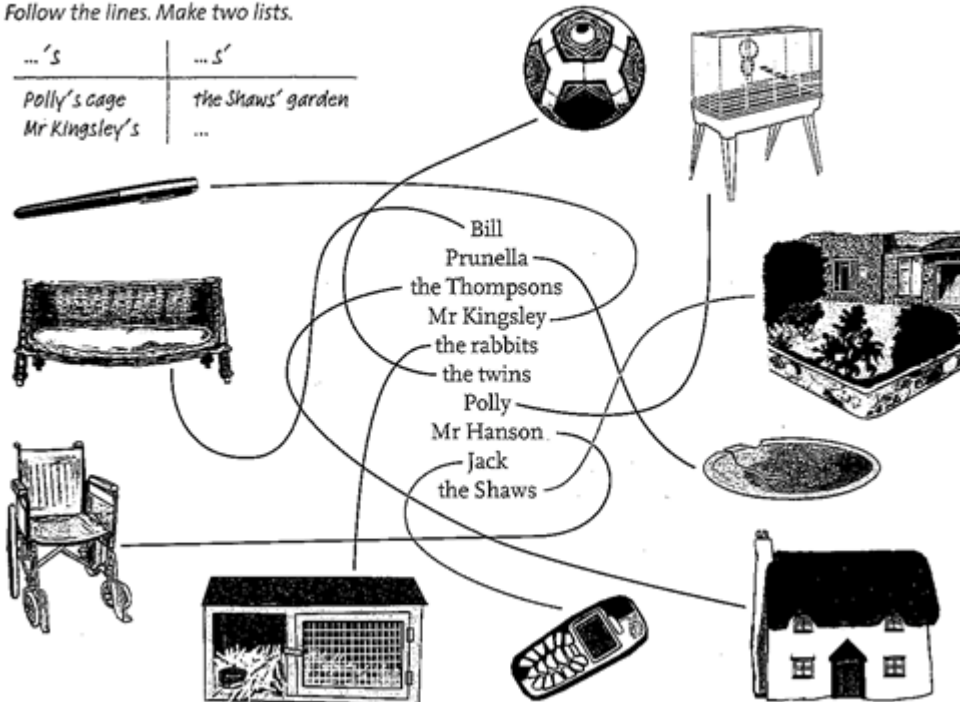 Follow the lines. Make two lists.
... 's ... s'
Polly's cage the Shaws' garden
Mr Kingsley's ...
Bill
Prunella
the Thompsons
Mr Kingsley
the rabbits
the twins
Polly
Mr Hanson
Jack
the Shaws